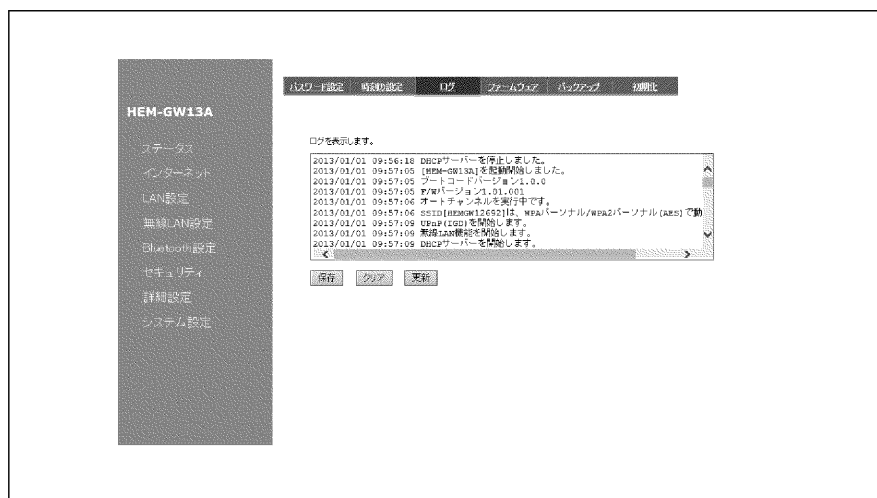 パスワード設定 時刻の設定 ログ ファームウェア バックアップ 初期化
HEM-GW13A
ステータス
インターネット
LAN設定
無線LAN設定
Bluetooth設定
セキュリティ
詳細設定
システム設定
ログを表示します。
2013/01/01 09:56:18 DHCPサーバーを停止しました。
2013/01/01 09:57:05 [HEM-GW13A]を起動開始しました。
2013/01/01 09:57:05 ブートコードバージョン1.0.0
2013/01/01 09:57:05 F/Wバージョン1.01.001
2013/01/01 09:57:06 オートチャンネルを実行中です。
2013/01/01 09:57:06 SSID[HEMGW12692]は、WPAパーソナル/WPA2パーソナル(AES)で動
2013/01/01 09:57:09 UPnP(IGD)を開始します。
2013/01/01 09:57:09 無線LAN機能を開始します。
2013/01/01 09:57:09 DHCPサーバーを開始します。
保存 クリア 更新